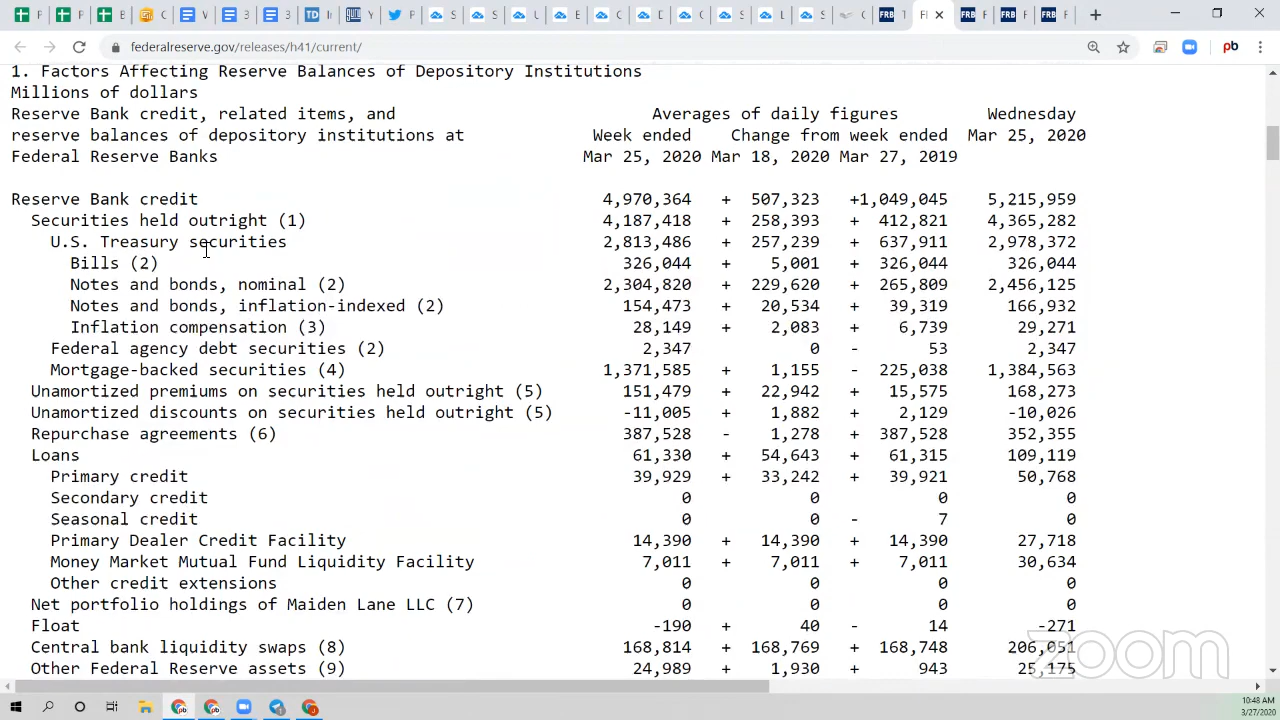 federalreserve.gov/releases/h41/current/
1. Factors Affecting Reserve Balances of Depository Institutions
Millions of dollars
Reserve Bank credit, related items, and Averages of daily figures Wednesday
reserve balances of depository institutions at Week ended Change from week ended Mar 25, 2020
Federal Reserve Banks Mar 25, 2020 Mar 18, 2020 Mar 27, 2019
Reserve Bank credit 4,970,364 + 507,323 +1,049,045 5,215,959
Securities held outright (1) 4,187,418 + 258,393 + 412,821 4,365,282
U.S. Treasury securities 2,813,486 + 257,239 + 637,911 2,978,372
Bills (2) 326,044 + 5,001 + 326,044 326,044
Notes and bonds, nominal (2) 2,304,820 + 229,620 + 265,809 2,456,125
Notes and bonds, inflation-indexed (2) 154,473 + 20,534 + 39,319 166,932
Inflation compensation (3) 28,149 + 2,083 + 6,739 29,271
Federal agency debt securities (2) 2,347 0 - 53 2,347
Mortgage-backed securities (4) 1,371,585 + 1,155 - 225,038 1,384,563
Unamortized premiums on securities held outright (5) 151,479 + 22,942 + 15,575 168,273
Unamortized discounts on securities held outright (5) -11,005 + 1,882 + 2,129 -10,026
Repurchase agreements (6) 387,528 - 1,278 + 387,528 352,355
Loans 61,330 + 54,643 + 61,315 109,119
Primary credit 39,929 + 33,242 + 39,921 50,768
Secondary credit 0 0 0 0
Seasonal credit 0 0 - 7 0
Primary Dealer Credit Facility 14,390 + 14,390 + 14,390 27,718
Money Market Mutual Fund Liquidity Facility 7,011 + 7,011 + 7,011 30,634
Other credit extensions 0 0 0 0
Net portfolio holdings of Maiden Lane LLC (7) 0 0 0 0
Float -190 + 40 - 14 -271
Central bank liquidity swaps (8) 168,814 + 168,769 + 168,748 206,051
Other Federal Reserve assets (9) 24,989 + 1,930 + 943 25,175
zoom
10:48 AM
3/27/2020